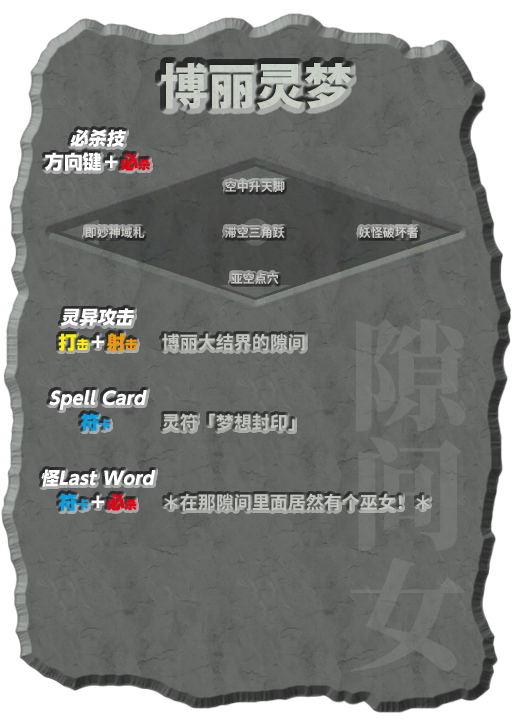 博丽灵梦
必杀技
方向键＋必杀
空中升天脚
即妙神域札
滞空三角跃
妖怪破坏者
亚空点穴
灵异攻击
打击＋射击
博丽大结界的隙间
Spell Card
符卡
灵符「梦想封印」
怪Last Word
符卡＋必杀
＊在那隙间里面居然有个巫女！＊
隙间女